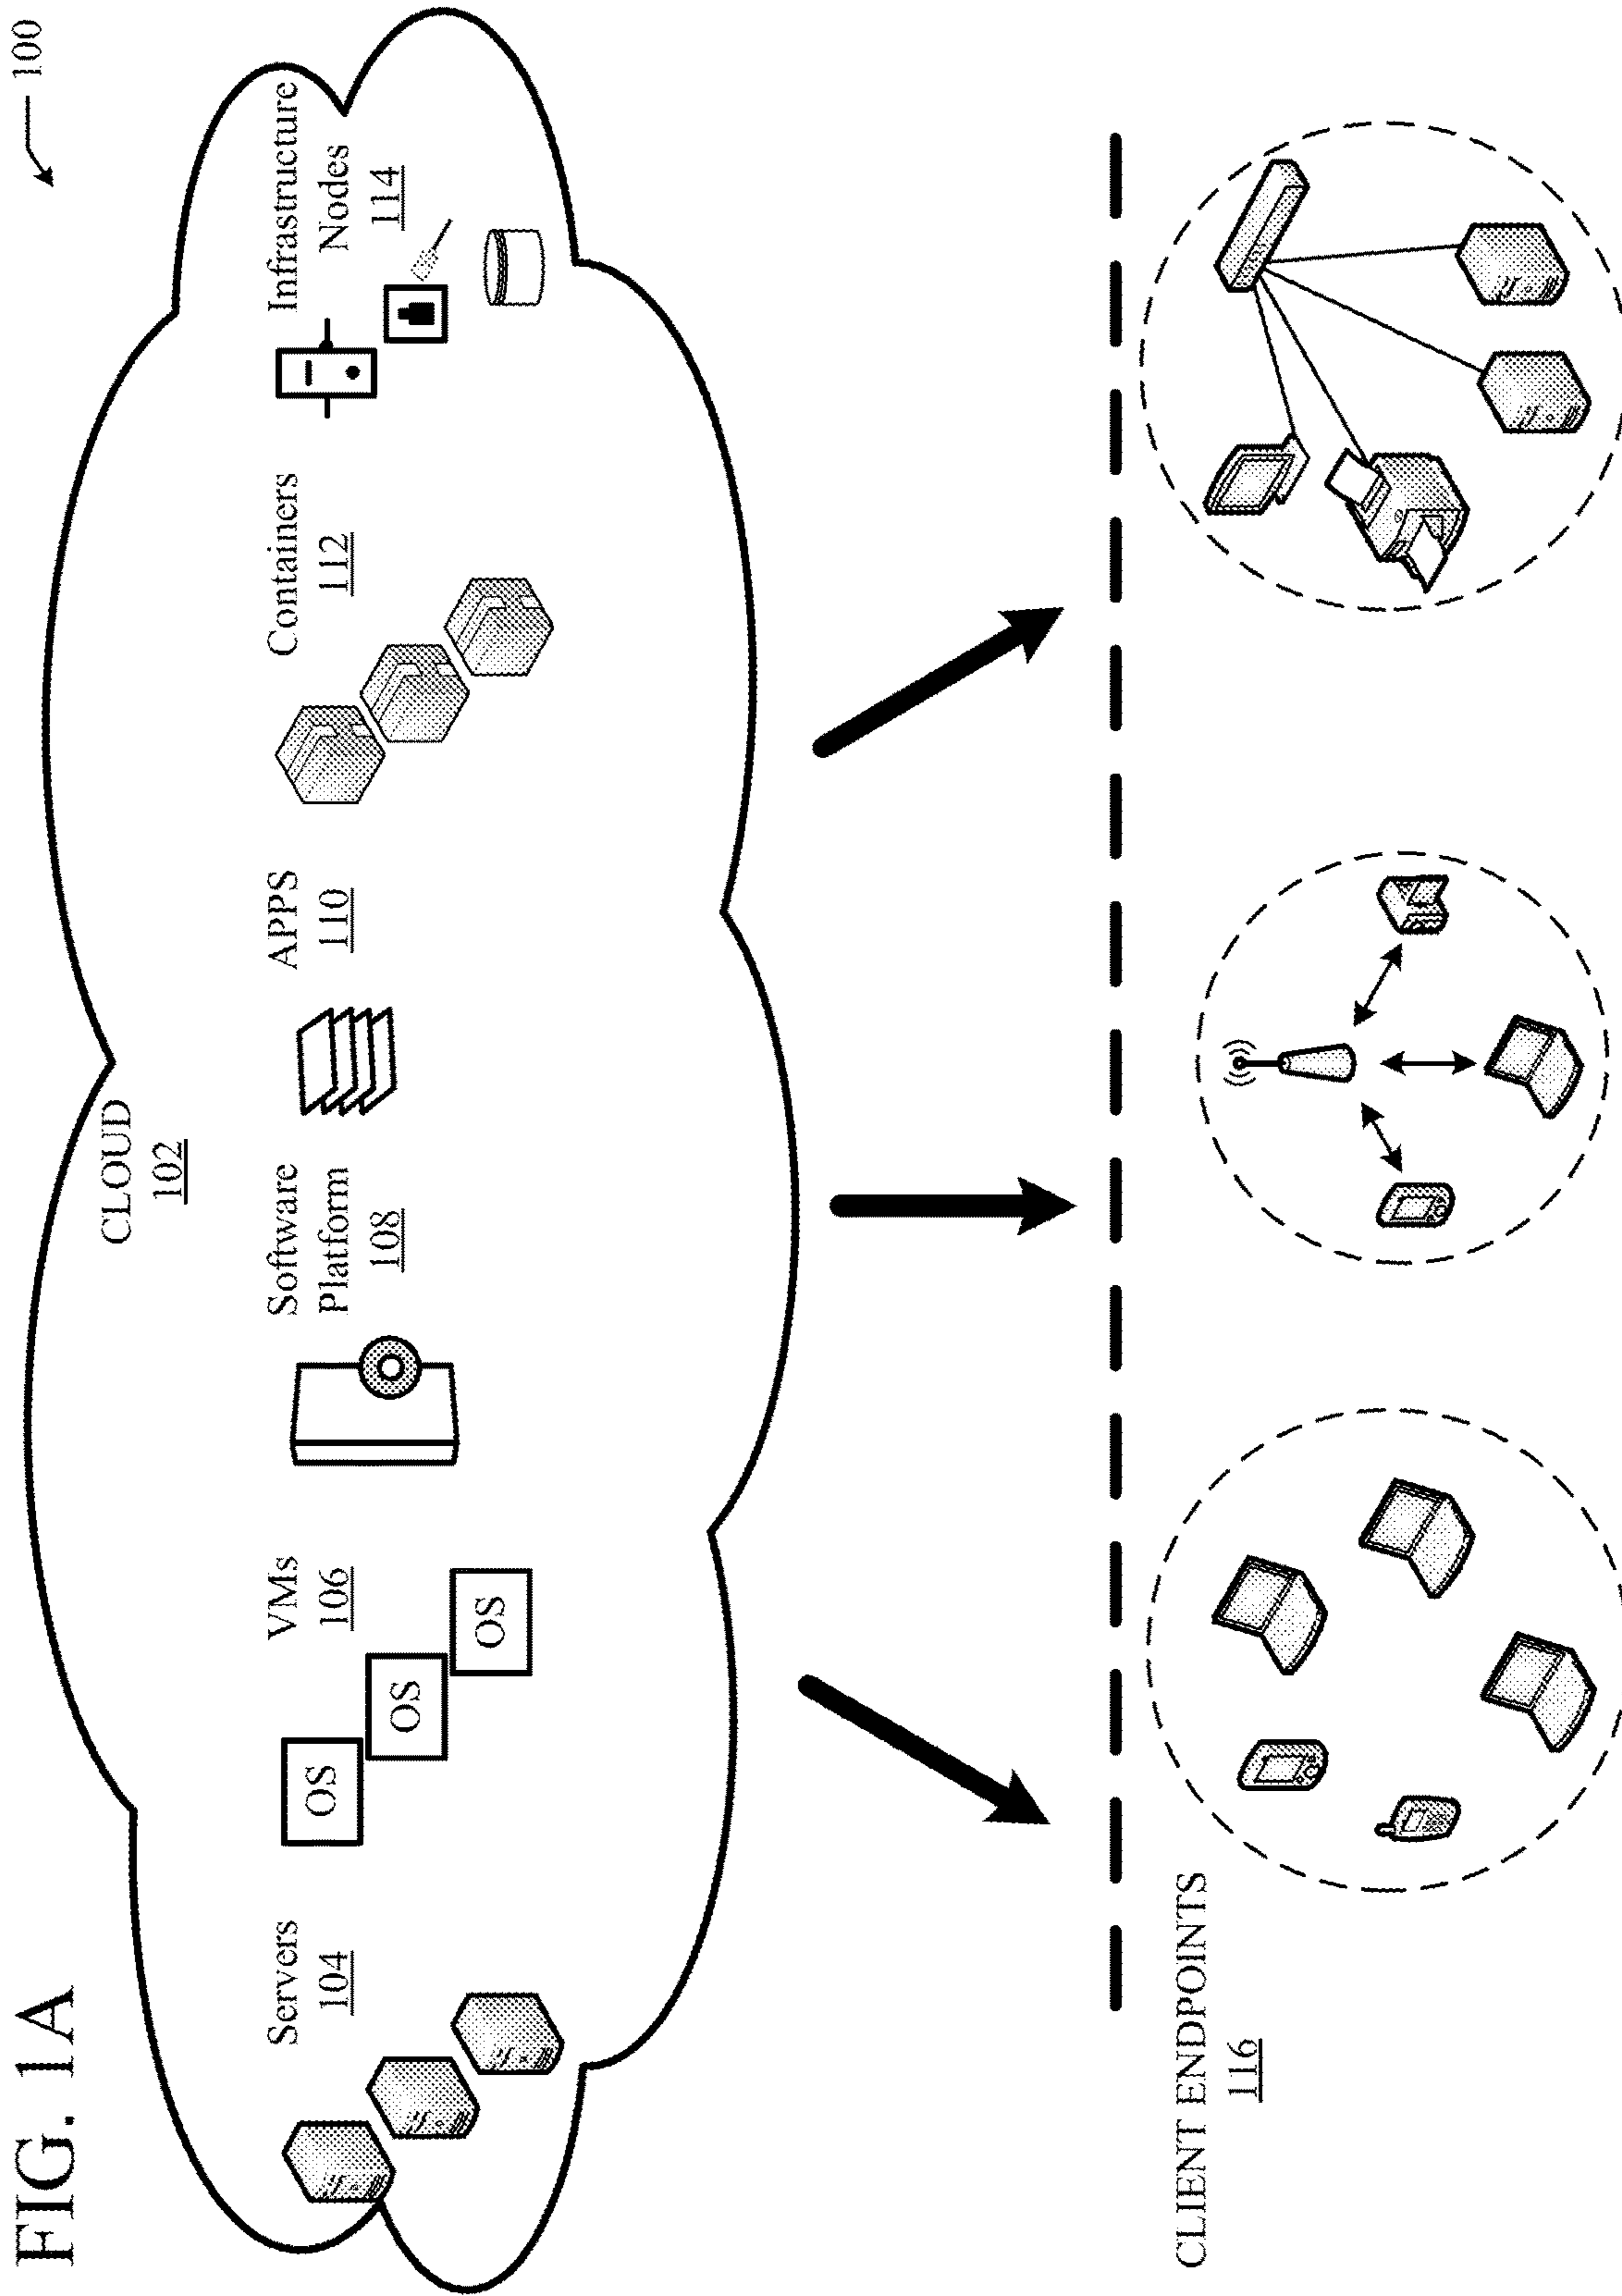 FIG. 1A
100
CLOUD
102
Servers
104
VMs
106
OS
OS
OS
Software
Platform
108
APPS
110
Containers
112
Infrastructure
Nodes
114
CLIENT ENDPOINTS
116